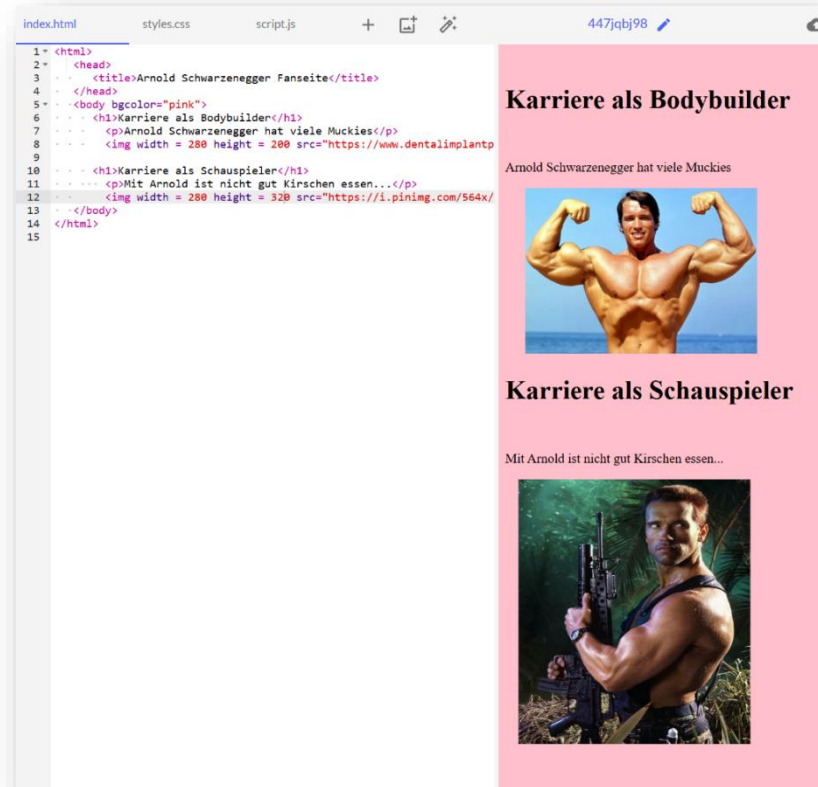 index.html styles.css script.js 447jqbj98
1 <html>
2 <head>
3 <title>Arnold Schwarzenegger Fanseite</title>
4 </head>
5 <body bgcolor="pink">
6 <h1>Karriere als Bodybuilder</h1>
7 <p>Arnold Schwarzenegger hat viele Muckies</p>
8 <img width = 280 height = 200 src="https://www.dentalimplantp
9
10 <h1>Karriere als Schauspieler</h1>
11 <p>Mit Arnold ist nicht gut Kirschen essen...</p>
12 <img width = 280 height = 320 src="https://i.pinimg.com/564x/
13 </body>
14 </html>
15
Karriere als Bodybuilder
Arnold Schwarzenegger hat viele Muckies
Karriere als Schauspieler
Mit Arnold ist nicht gut Kirschen essen...